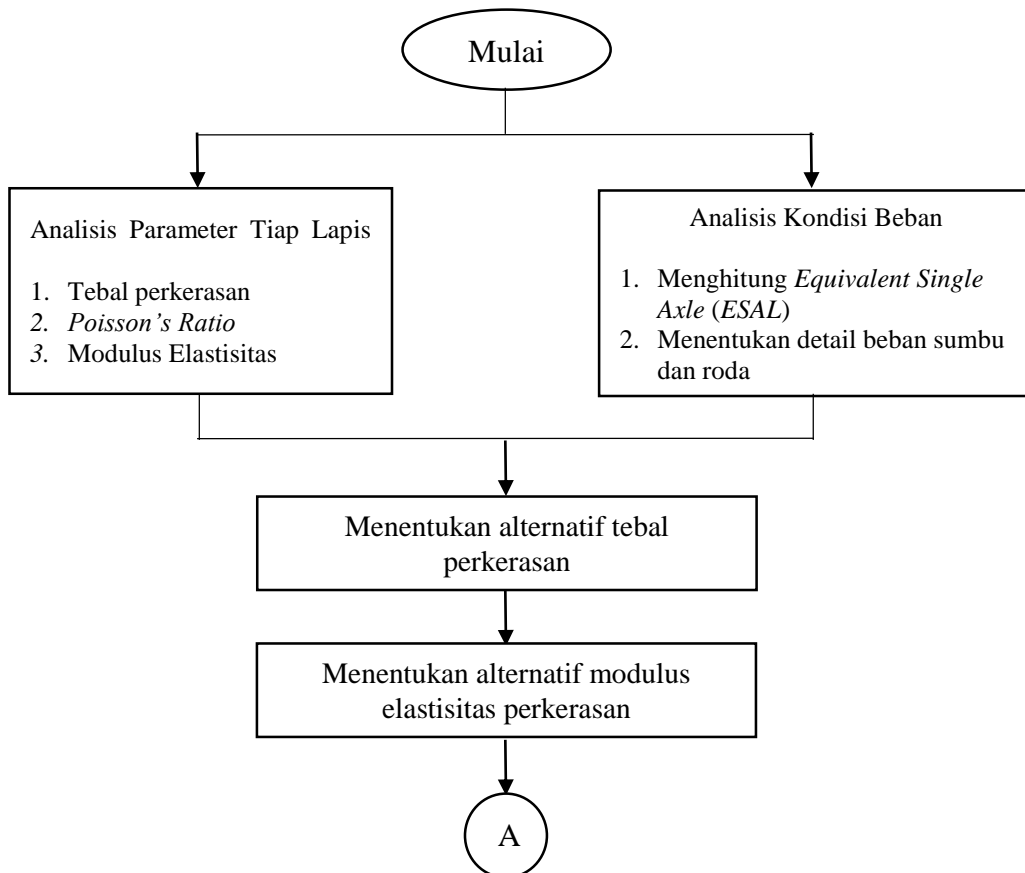 Mulai
Analisis Parameter Tiap Lapis
1. Tebal perkerasan
2. Poisson’s Ratio
3. Modulus Elastisitas
Analisis Kondisi Beban
1. Menghitung Equivalent Single
Axle (ESAL)
2. Menentukan detail beban sumbu
dan roda
Menentukan alternatif tebal
perkerasan
Menentukan alternatif modulus
elastisitas perkerasan
A